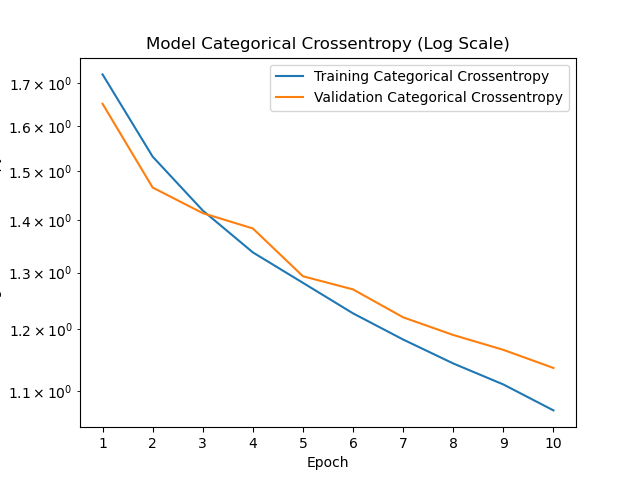 Model Categorical Crossentropy (Log Scale)
Training Categorical Crossentropy
Validation Categorical Crossentropy
1.7 × 10⁰
1.6 × 10⁰
1.5 × 10⁰
1.4 × 10⁰
1.3 × 10⁰
1.2 × 10⁰
1.1 × 10⁰
1 2 3 4 5 6 7 8 9 10
Epoch